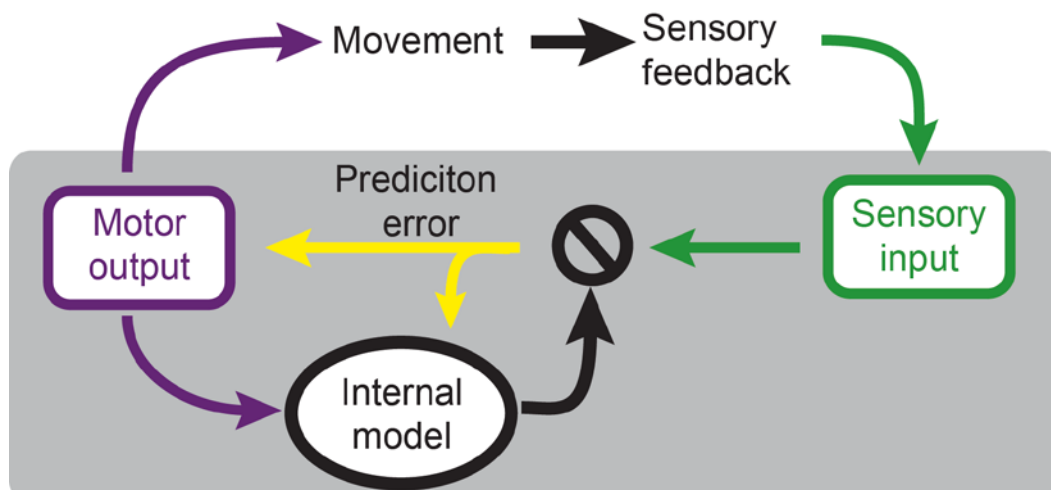 Movement
Sensory
feedback
Prediciton
error
Motor
output
Sensory
input
Internal
model